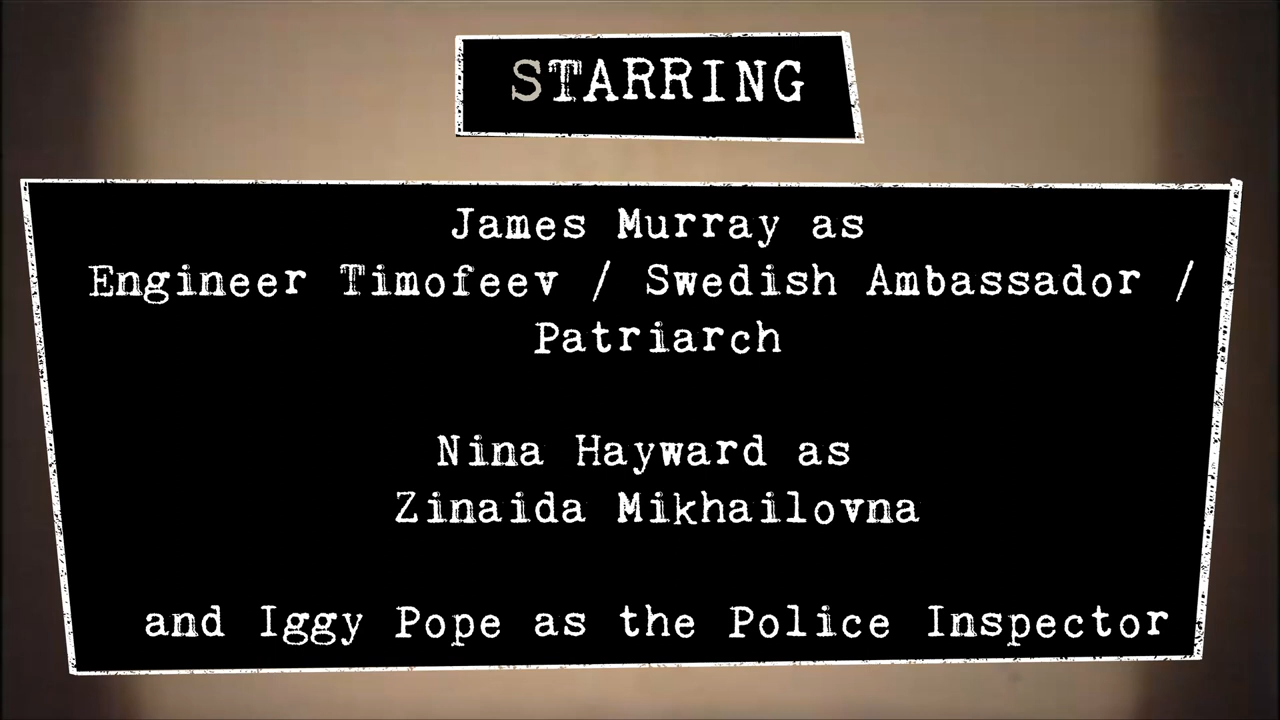 STARRING
James Murray as
Engineer Timofeev / Swedish Ambassador /
Patriarch
Nina Hayward as
Zinaida Mikhailovna
and Iggy Pope as the Police Inspector